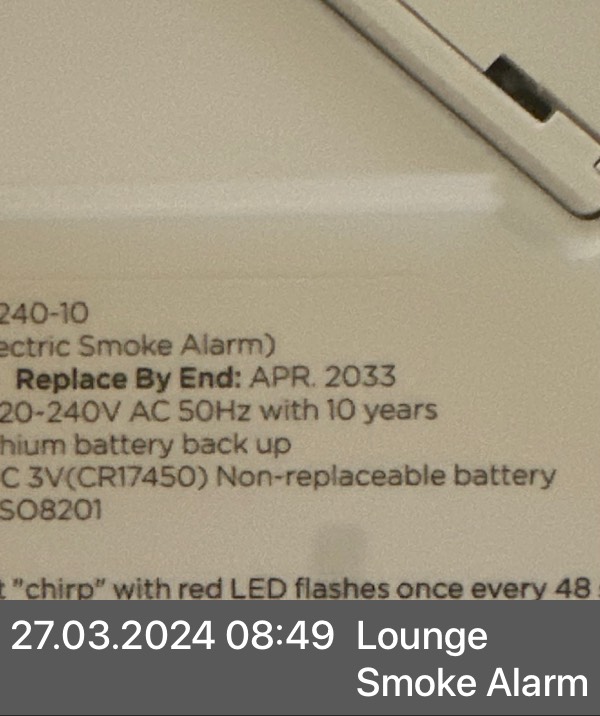 240-10
ectric Smoke Alarm)
Replace By End: APR. 2033
20-240V AC 50Hz with 10 years
hium battery back up
C 3V(CR17450) Non-replaceable battery
SO8201
t "chirp" with red LED flashes once every 48
27.03.2024 08:49 Lounge
Smoke Alarm